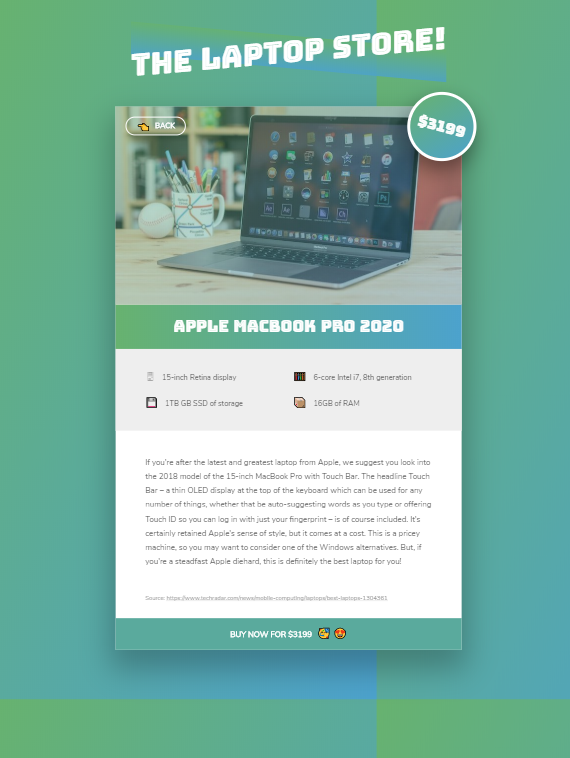 THE LAPTOP STORE!
BACK
$3199
APPLE MACBOOK PRO 2020
15-inch Retina display
6-core Intel i7, 8th generation
1TB GB SSD of storage
16GB of RAM
If you're after the latest and greatest laptop from Apple, we suggest you look into
the 2018 model of the 15-inch MacBook Pro with Touch Bar. The headline Touch
Bar – a thin OLED display at the top of the keyboard which can be used for any
number of things, whether that be auto-suggesting words as you type or offering
Touch ID so you can log in with just your fingerprint – is of course included. It's
certainly retained Apple's sense of style, but it comes at a cost. This is a pricey
machine, so you may want to consider one of the Windows alternatives. But, if
you're a steadfast Apple diehard, this is definitely the best laptop for you!
Source: https://www.techradar.com/news/mobile-computing/laptops/best-laptops-1304361
BUY NOW FOR $3199